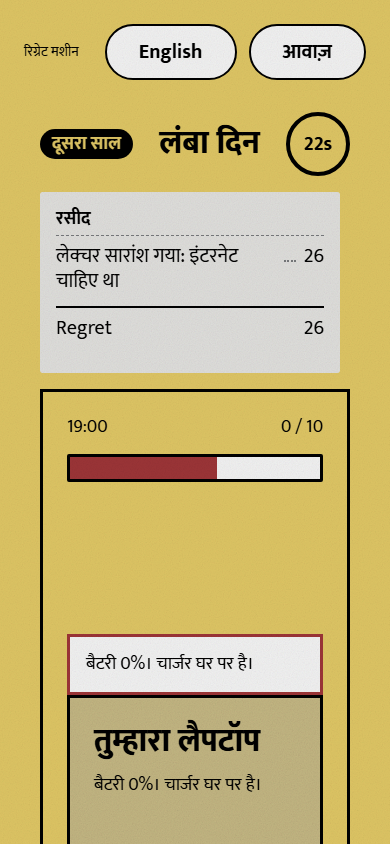 रिग्रेट मशीन
English
आवाज़
दूसरा साल
लंबा दिन
22s
रसीद
लेक्चर सारांश गया: इंटरनेट .... 26
चाहिए था
Regret 26
19:00 0 / 10
बैटरी 0%। चार्जर घर पर है।
तुम्हारा लैपटॉप
बैटरी 0%। चार्जर घर पर है।